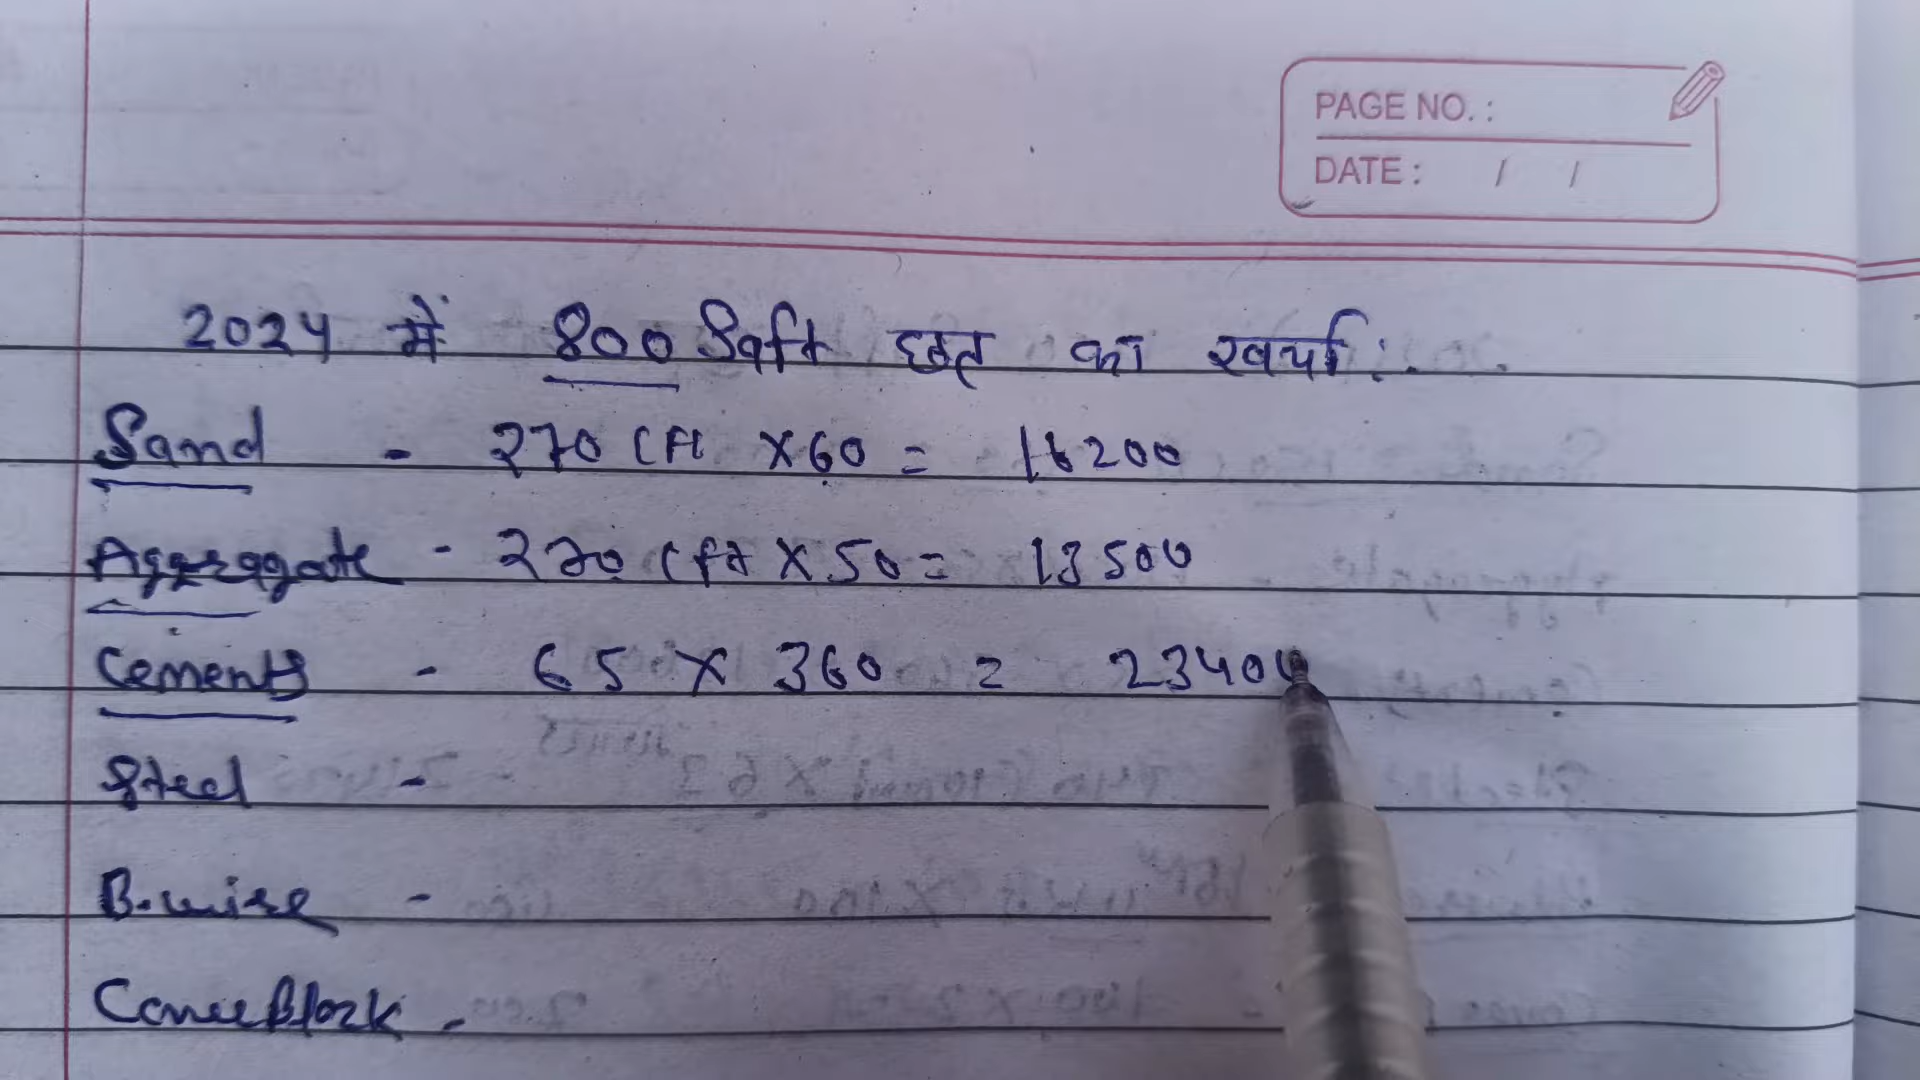 PAGE NO. :
DATE : / /
2024 में 800 Sqft छत का खर्चा :. .
Sand - 270 Cft X 60 = 16200
Aggregate - 270 Cft X 50 = 13500
Cements - 65 X 360 = 23400
Steel -
B.wire -
Cover Block -